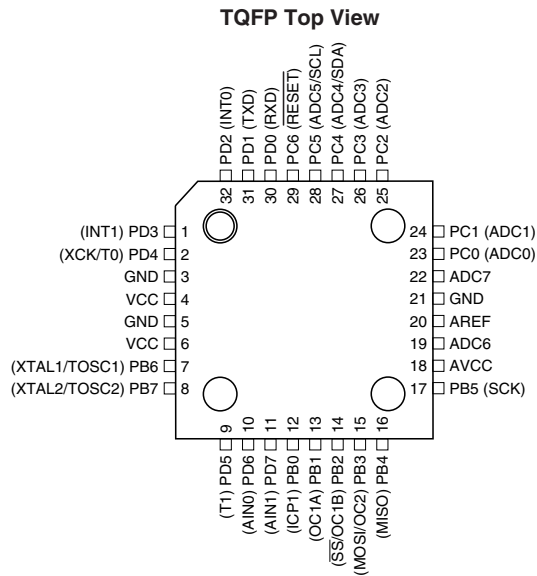 TQFP Top View
PD2 (INT0)
PD1 (TXD)
PD0 (RXD)
PC6 (RESET)
PC5 (ADC5/SCL)
PC4 (ADC4/SDA)
PC3 (ADC3)
PC2 (ADC2)
32
31
30
29
28
27
26
25
(INT1) PD3 1
(XCK/T0) PD4 2
GND 3
VCC 4
GND 5
VCC 6
(XTAL1/TOSC1) PB6 7
(XTAL2/TOSC2) PB7 8
24 PC1 (ADC1)
23 PC0 (ADC0)
22 ADC7
21 GND
20 AREF
19 ADC6
18 AVCC
17 PB5 (SCK)
9
10
11
12
13
14
15
16
(T1) PD5
(AIN0) PD6
(AIN1) PD7
(ICP1) PB0
(OC1A) PB1
(SS/OC1B) PB2
(MOSI/OC2) PB3
(MISO) PB4